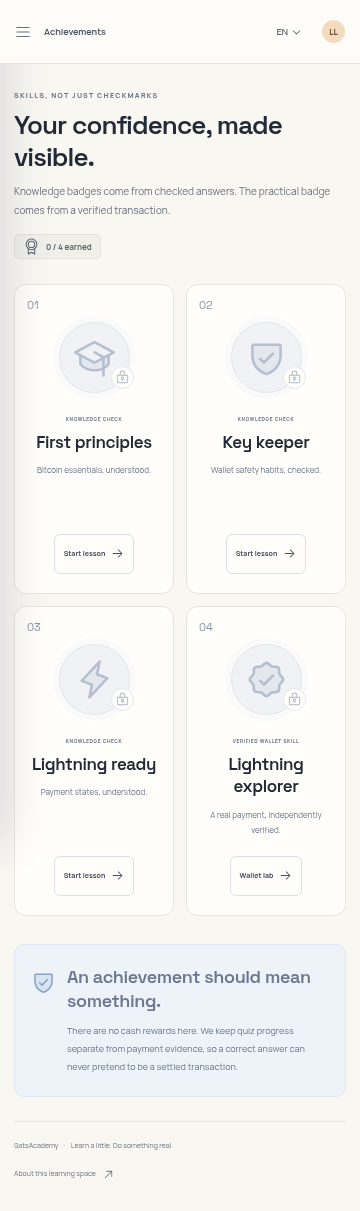 Achievements
EN
LL
SKILLS, NOT JUST CHECKMARKS
Your confidence, made
visible.
Knowledge badges come from checked answers. The practical badge
comes from a verified transaction.
0 / 4 earned
01
KNOWLEDGE CHECK
First principles
Bitcoin essentials, understood.
Start lesson
02
KNOWLEDGE CHECK
Key keeper
Wallet safety habits, checked.
Start lesson
03
KNOWLEDGE CHECK
Lightning ready
Payment states, understood.
Start lesson
04
VERIFIED WALLET SKILL
Lightning
explorer
A real payment, independently
verified.
Wallet lab
An achievement should mean
something.
There are no cash rewards here. We keep quiz progress
separate from payment evidence, so a correct answer can
never pretend to be a settled transaction.
SatsAcademy · Learn a little. Do something real.
About this learning space